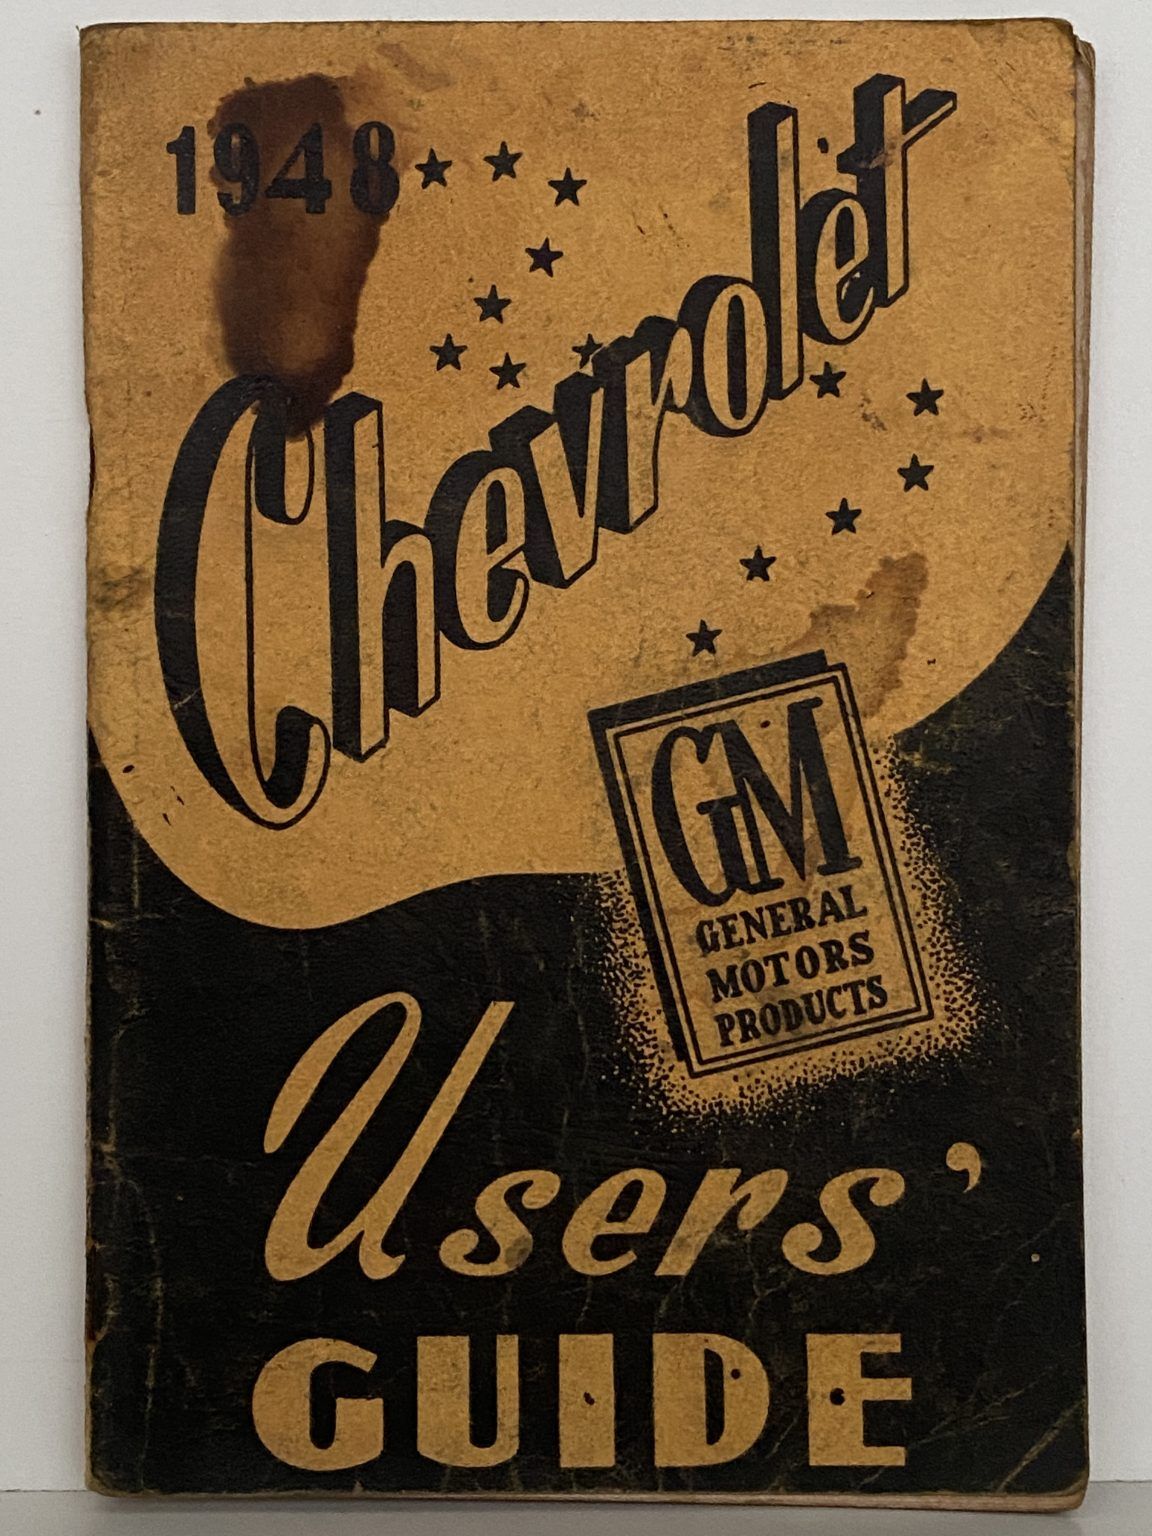 1948
Chevrolet
GM
GENERAL
MOTORS
PRODUCTS
Users'
GUIDE